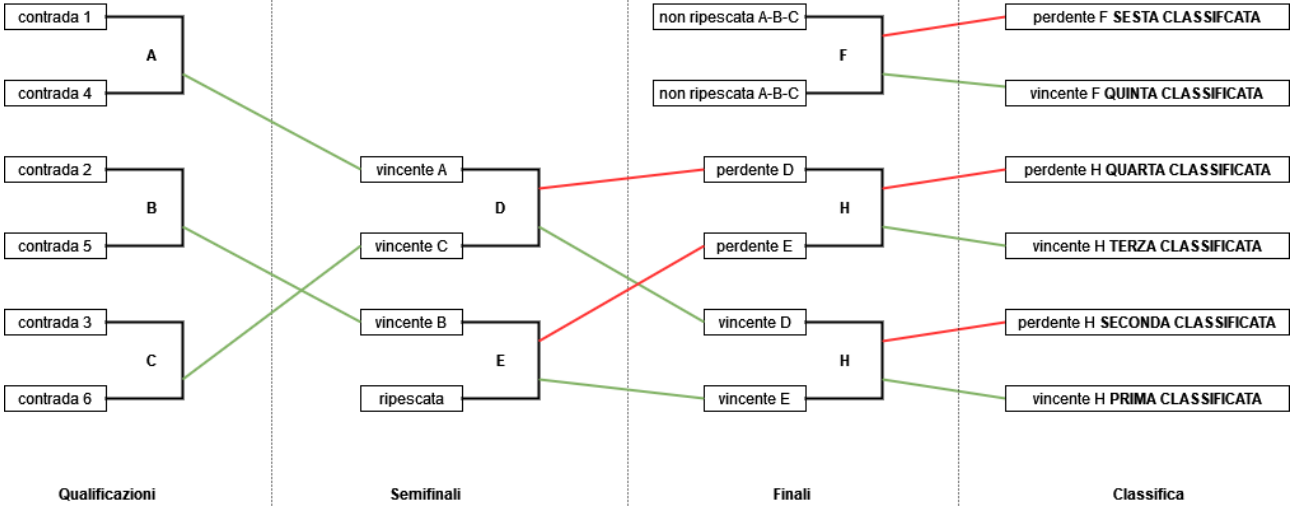 contrada 1
A
contrada 4
contrada 2
B
contrada 5
contrada 3
C
contrada 6
Qualificazioni
vincente A
D
vincente C
vincente B
E
ripescata
Semifinali
non ripescata A-B-C
F
non ripescata A-B-C
perdente D
H
perdente E
vincente D
H
vincente E
Finali
perdente F SESTA CLASSIFCATA
vincente F QUINTA CLASSIFICATA
perdente H QUARTA CLASSIFICATA
vincente H TERZA CLASSIFICATA
perdente H SECONDA CLASSIFICATA
vincente H PRIMA CLASSIFICATA
Classifica